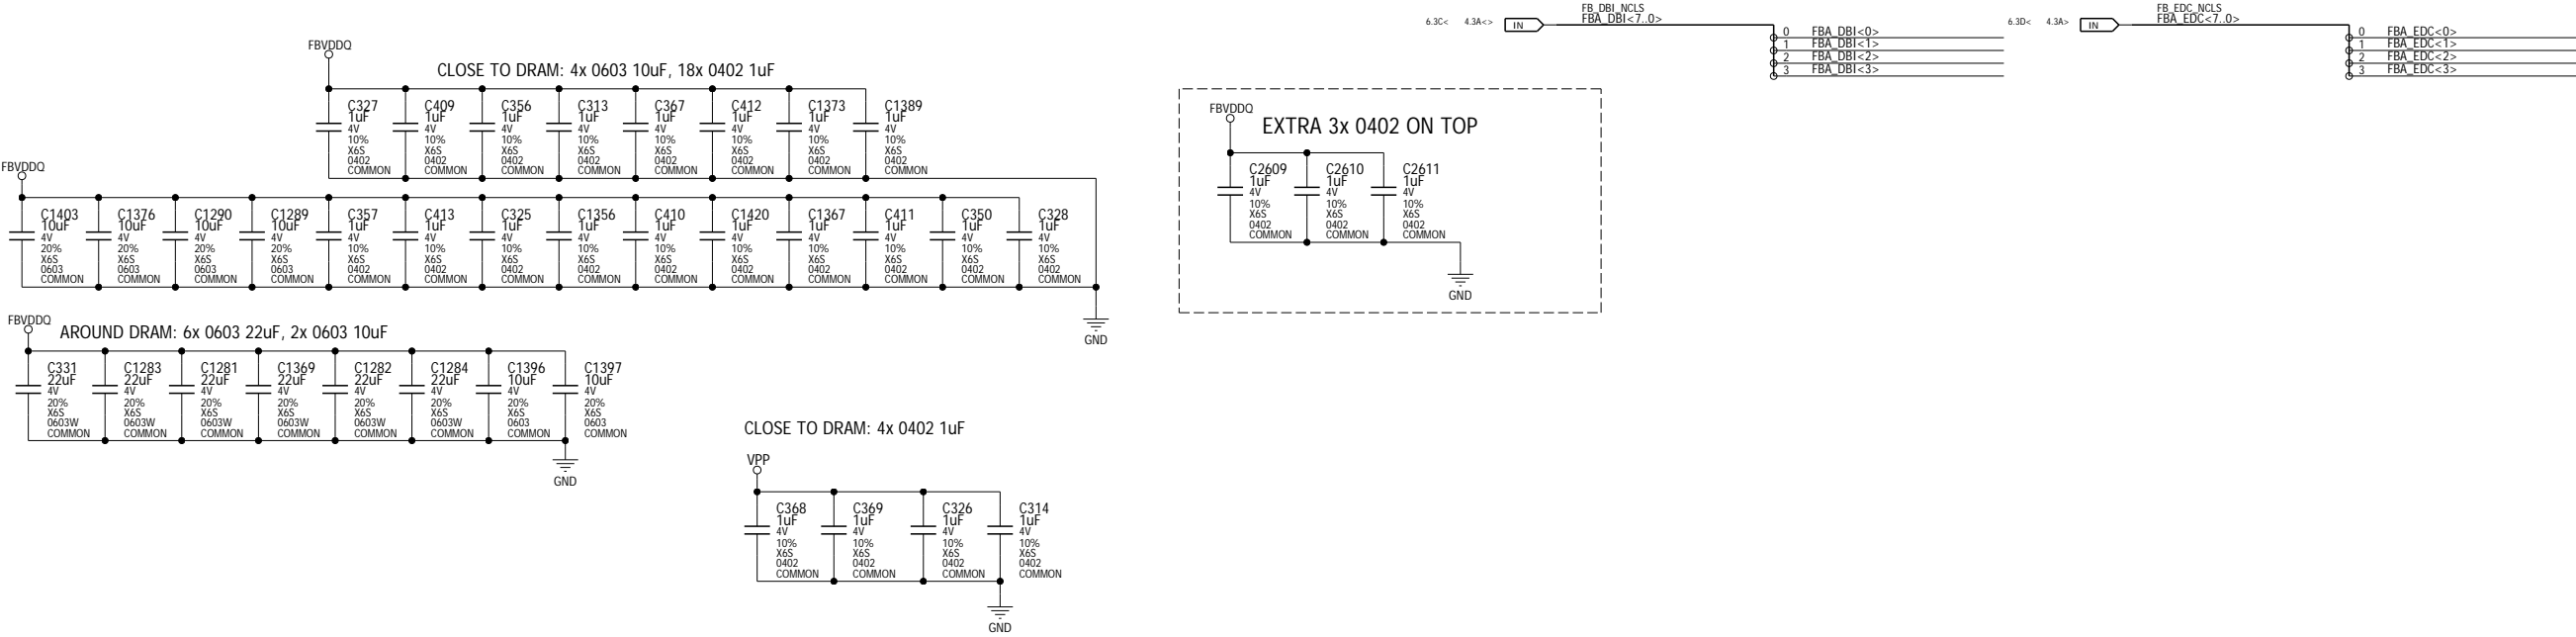 FB_DBI_NCLS
6.3C< 4.3A<> IN FBA_DBI<7..0>
0 FBA_DBI<0>
1 FBA_DBI<1>
2 FBA_DBI<2>
3 FBA_DBI<3>
FB_EDC_NCLS
6.3D< 4.3A> IN FBA_EDC<7..0>
0 FBA_EDC<0>
1 FBA_EDC<1>
2 FBA_EDC<2>
3 FBA_EDC<3>
FBVDDQ
CLOSE TO DRAM: 4x 0603 10uF, 18x 0402 1uF
C327 C409 C356 C313 C367 C412 C1373 C1389
1uF 1uF 1uF 1uF 1uF 1uF 1uF 1uF
4V 4V 4V 4V 4V 4V 4V 4V
10% 10% 10% 10% 10% 10% 10% 10%
X6S X6S X6S X6S X6S X6S X6S X6S
0402 0402 0402 0402 0402 0402 0402 0402
COMMON COMMON COMMON COMMON COMMON COMMON COMMON COMMON
FBVDDQ
C1403 C1376 C1290 C1289 C357 C413 C325 C1356 C410 C1420 C1367 C411 C350 C328
10uF 10uF 10uF 10uF 1uF 1uF 1uF 1uF 1uF 1uF 1uF 1uF 1uF 1uF
4V 4V 4V 4V 4V 4V 4V 4V 4V 4V 4V 4V 4V 4V
20% 20% 20% 20% 10% 10% 10% 10% 10% 10% 10% 10% 10% 10%
X6S X6S X6S X6S X6S X6S X6S X6S X6S X6S X6S X6S X6S X6S
0603 0603 0603 0603 0402 0402 0402 0402 0402 0402 0402 0402 0402 0402
COMMON COMMON COMMON COMMON COMMON COMMON COMMON COMMON COMMON COMMON COMMON COMMON COMMON COMMON
GND
FBVDDQ
EXTRA 3x 0402 ON TOP
C2609 C2610 C2611
1uF 1uF 1uF
4V 4V 4V
10% 10% 10%
X6S X6S X6S
0402 0402 0402
COMMON COMMON COMMON
GND
FBVDDQ
AROUND DRAM: 6x 0603 22uF, 2x 0603 10uF
C331 C1283 C1281 C1369 C1282 C1284 C1396 C1397
22uF 22uF 22uF 22uF 22uF 22uF 10uF 10uF
4V 4V 4V 4V 4V 4V 4V 4V
20% 20% 20% 20% 20% 20% 20% 20%
X6S X6S X6S X6S X6S X6S X6S X6S
0603W 0603W 0603W 0603W 0603W 0603W 0603 0603
COMMON COMMON COMMON COMMON COMMON COMMON COMMON COMMON
GND
CLOSE TO DRAM: 4x 0402 1uF
VPP
C368 C369 C326 C314
1uF 1uF 1uF 1uF
4V 4V 4V 4V
10% 10% 10% 10%
X6S X6S X6S X6S
0402 0402 0402 0402
COMMON COMMON COMMON COMMON
GND